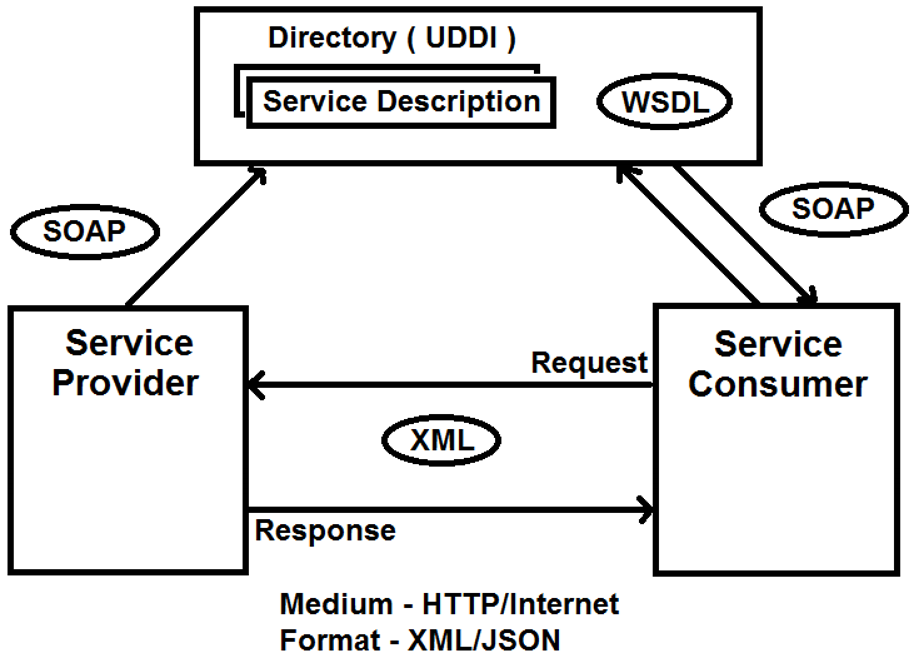 Directory ( UDDI )
Service Description
WSDL
SOAP
SOAP
Service
Provider
Service
Consumer
Request
XML
Response
Medium - HTTP/Internet
Format - XML/JSON